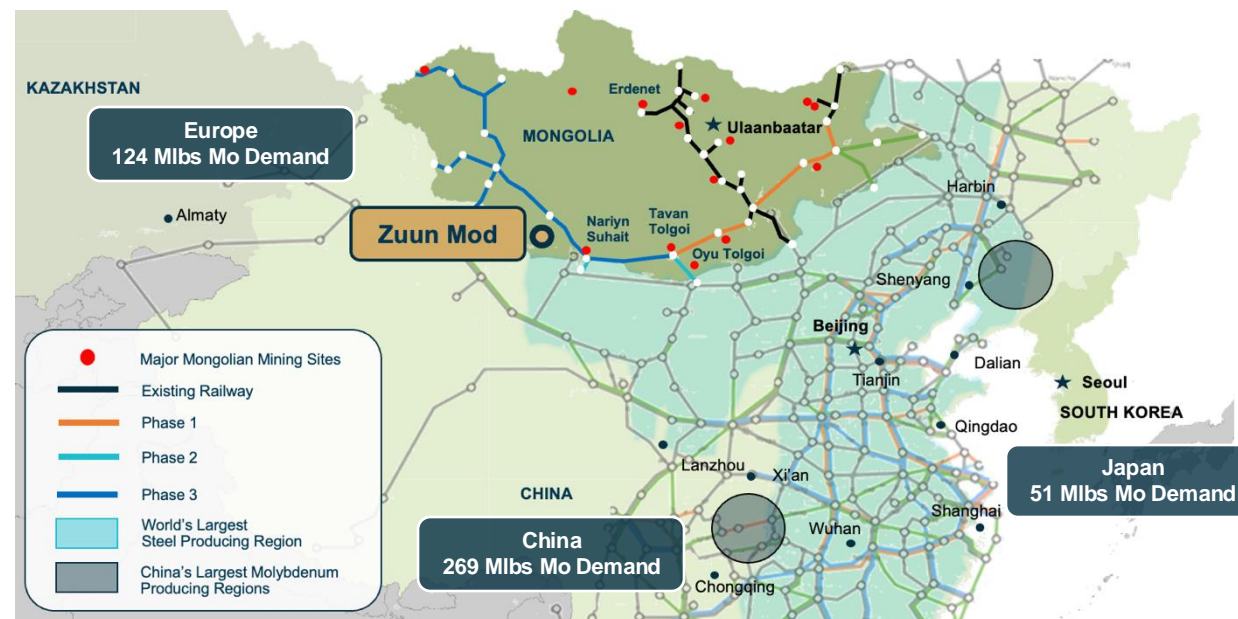 KAZAKHSTAN
Europe
124 Mlbs Mo Demand
Almaty
Erdenet
MONGOLIA
Ulaanbaatar
Zuun Mod
Nariyn
Suhait
Tavan
Tolgoi
Oyu Tolgoi
Harbin
Shenyang
Beijing
Tianjin
Dalian
Seoul
SOUTH KOREA
Qingdao
Lanzhou
Xi'an
CHINA
Japan
51 Mlbs Mo Demand
Shanghai
Wuhan
China
269 Mlbs Mo Demand
Chongqing
Major Mongolian Mining Sites
Existing Railway
Phase 1
Phase 2
Phase 3
World's Largest
Steel Producing Region
China's Largest Molybdenum
Producing Regions